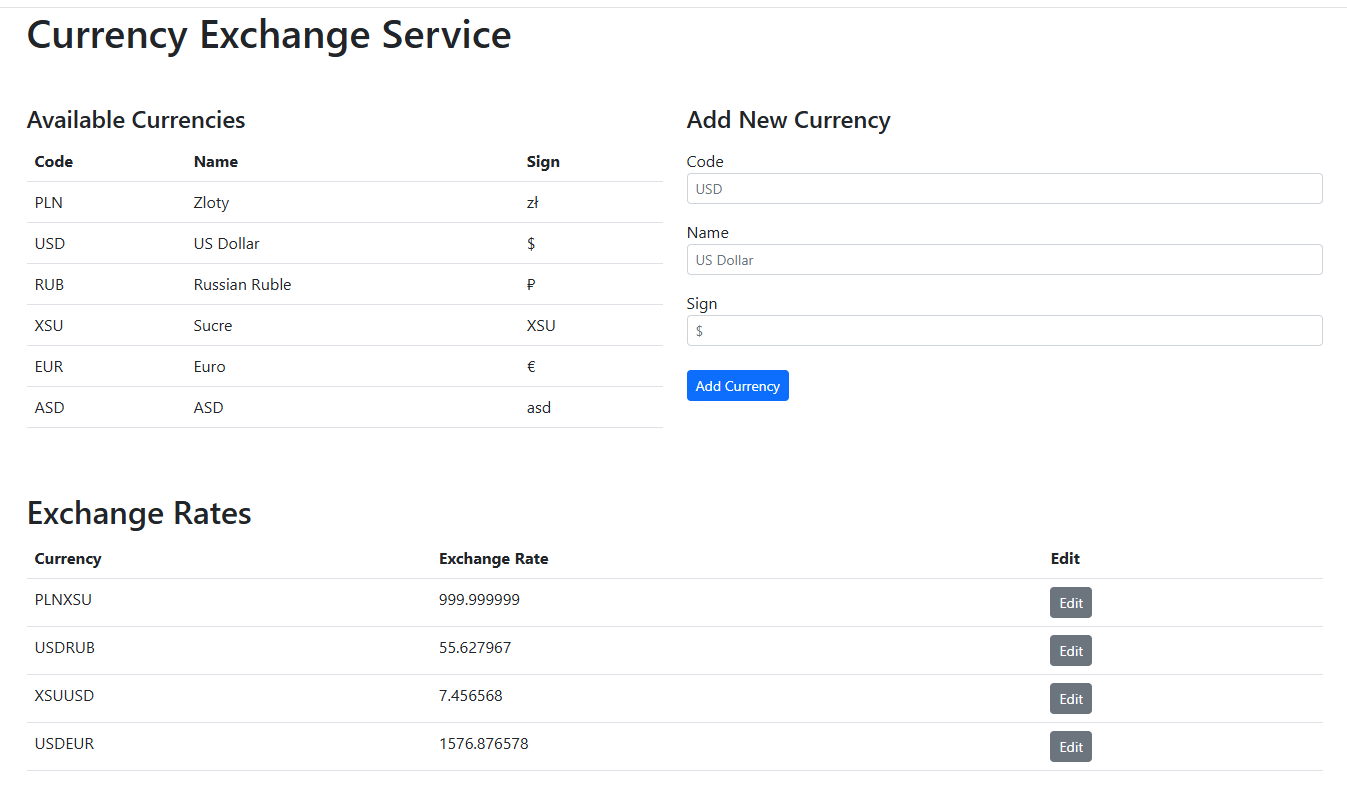 Currency Exchange Service
Available Currencies
Code Name Sign
PLN Zloty zł
USD US Dollar $
RUB Russian Ruble ₽
XSU Sucre XSU
EUR Euro €
ASD ASD asd
Add New Currency
Code
USD
Name
US Dollar
Sign
$
Add Currency
Exchange Rates
Currency Exchange Rate Edit
PLNXSU 999.999999 Edit
USDRUB 55.627967 Edit
XSUUSD 7.456568 Edit
USDEUR 1576.876578 Edit